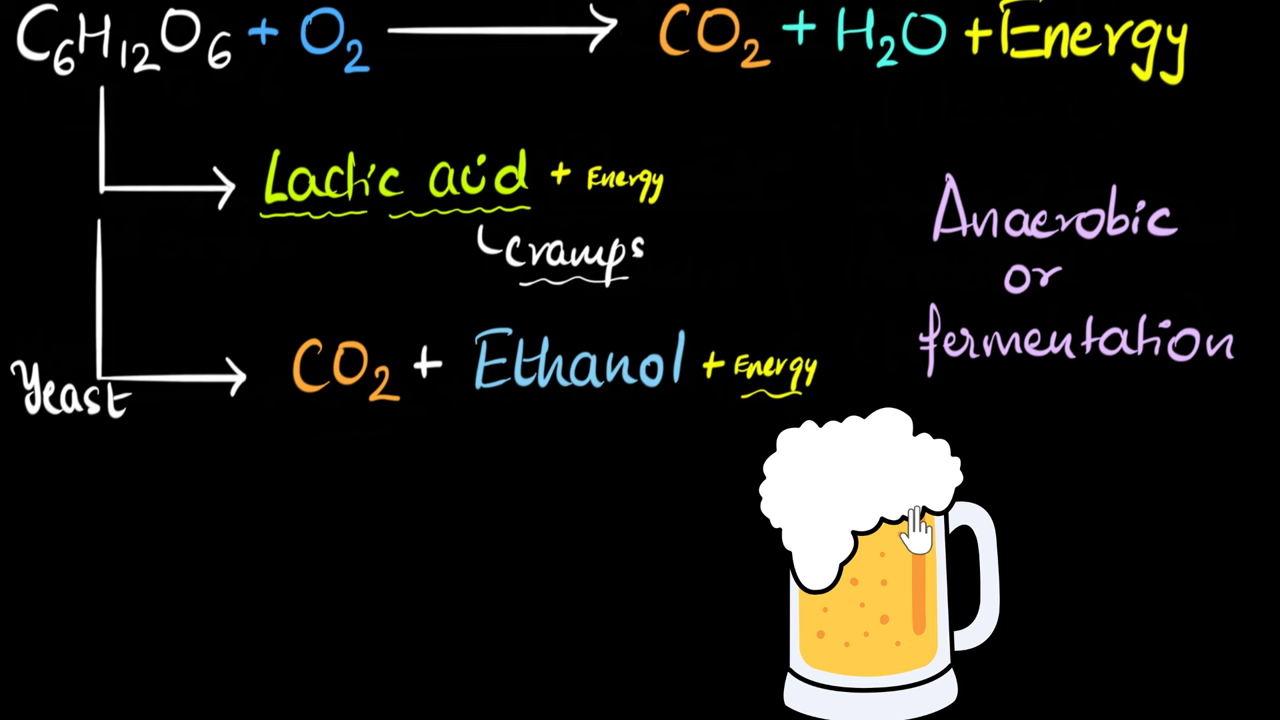 C₆H₁₂O₆ + O₂ ⟶ CO₂ + H₂O + Energy
Lactic acid + Energy
Cramps
Anaerobic
or
fermentation
Yeast
CO₂ + Ethanol + Energy